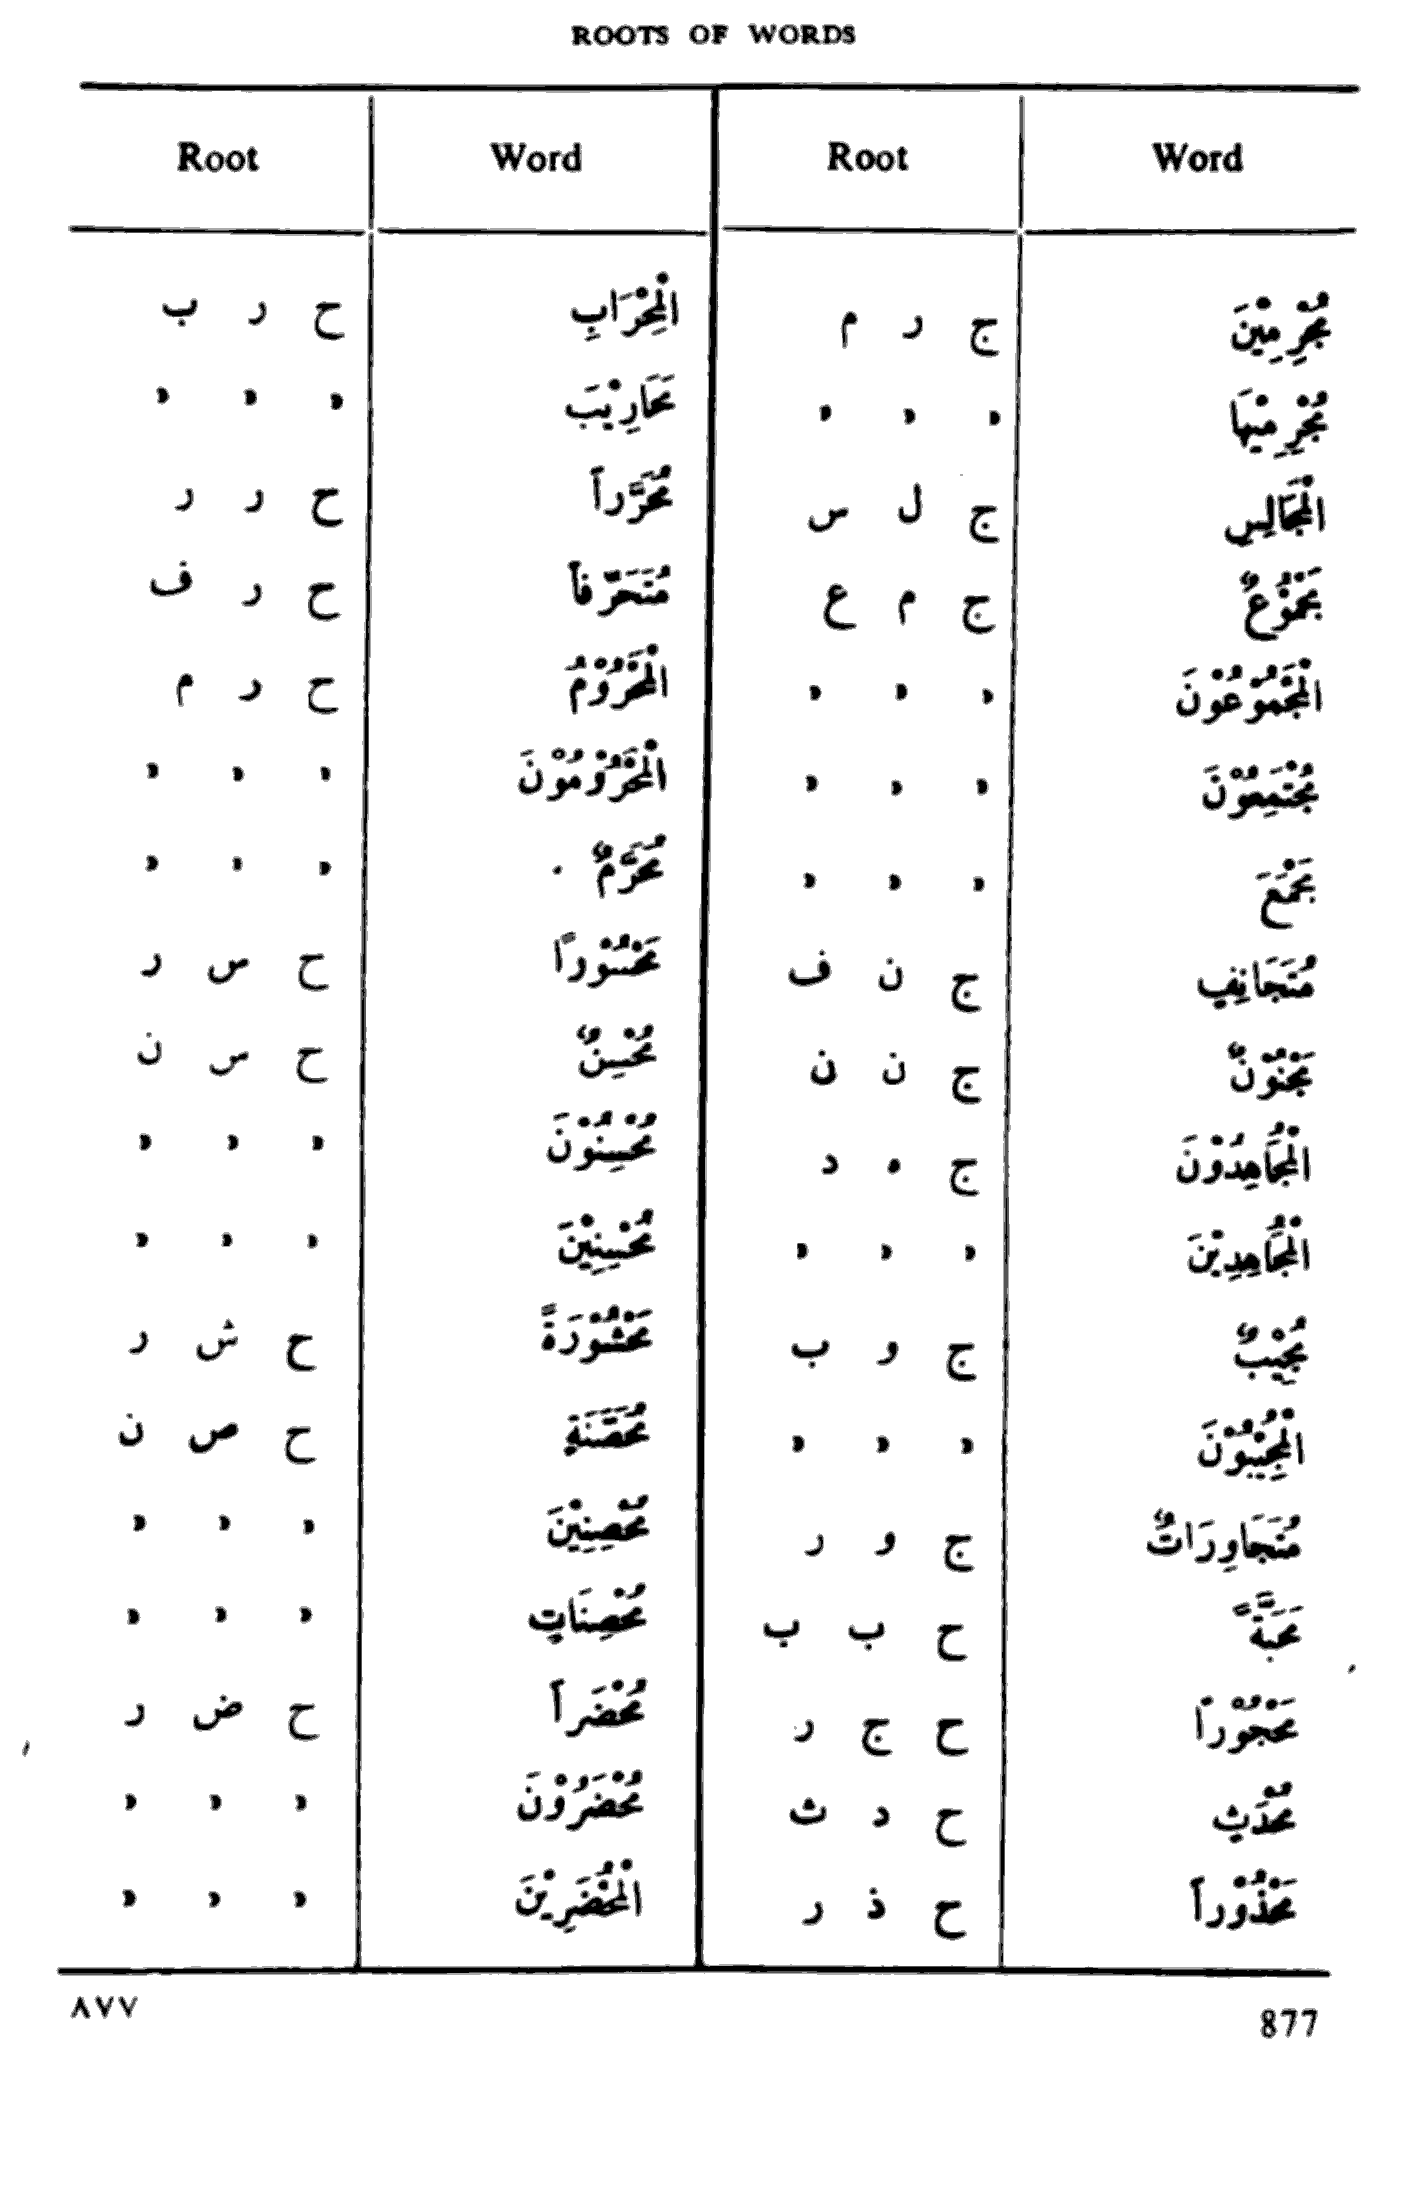 ROOTS OF WORDS
Root Word Root Word
مُجْرِمِيْنَ ج ر م
مُجْرِمِيْهَا » » »
الْمَجَالِسِ ج ل س
مَجْمُوْعٌ ج م ع
الْمَجْمُوْعُوْنَ » » »
مُجْتَمِعُوْنَ » » »
مَجْمَعَ » » »
مُتَجَانِفٍ ج ن ف
مَجْنُوْنٌ ج ن ن
الْمُجَاهِدُوْنَ ج ه د
الْمُجَاهِدِيْنَ » » »
مُجِيْبٌ ج و ب
الْمُجِيْبُوْنَ » » »
مُتَجَاوِرَاتٌ ج و ر
مَحَبَّةً ح ب ب
مَحْجُوْراً ح ج ر
مُحْدَثٍ ح د ث
مَحْذُوْراً ح ذ ر
الْمِحْرَابِ ح ر ب
مَحَارِيْبَ » » »
مُحَرَّراً ح ر ر
مُتَحَرِّفاً ح ر ف
الْمَحْرُوْمُ ح ر م
الْمَحْرُوْمُوْنَ » » »
مُحَرَّمٌ » » »
مَحْسُوْراً ح س ر
مُحْسِنٌ ح س ن
مُحْسِنُوْنَ » » »
مُحْسِنِيْنَ » » »
مَحْشُوْرَةً ح ش ر
مُحَصَّنَةٍ ح ص ن
مُحْصِنِيْنَ » » »
مُحْصِنَاتٍ » » »
مُحْضَراً ح ض ر
مُحْضَرُوْنَ » » »
الْمُحْضَرِيْنَ » » »
٨٧٧ 877